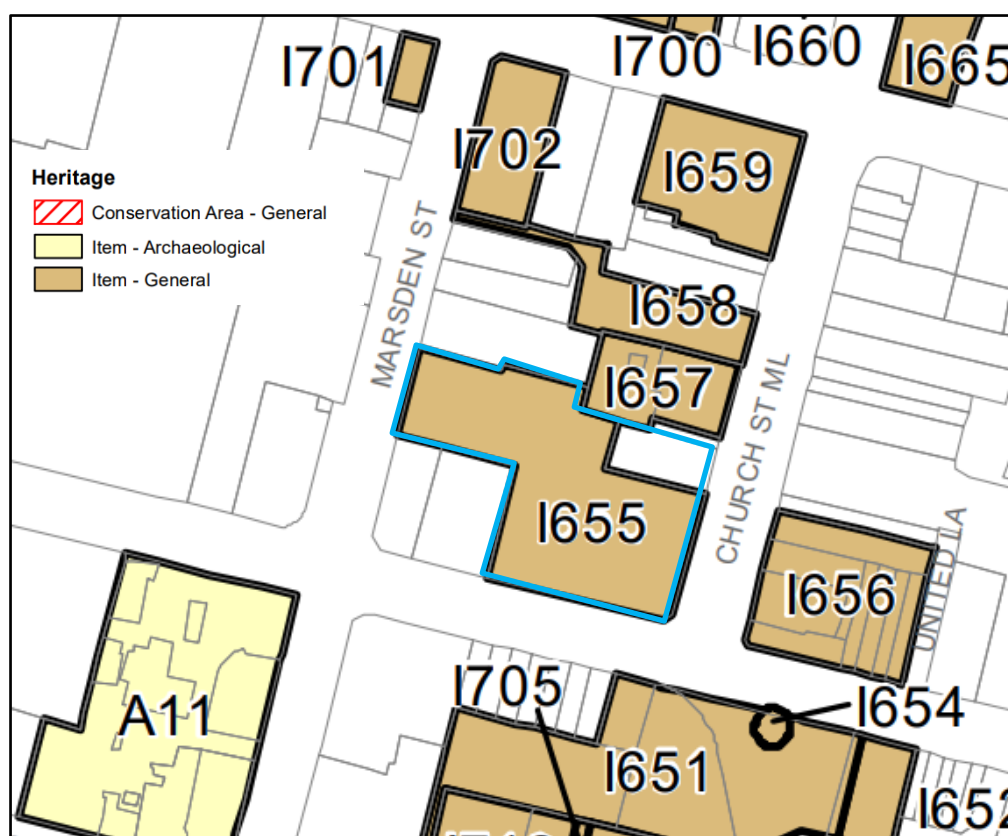 I701
I700
I660
I665
I702
I659
Heritage
Conservation Area - General
Item - Archaeological
Item - General
MARSDEN ST
I658
I657
CHURCH ST ML
I655
I656
UNITED LA
I705
I654
A11
I651
I652